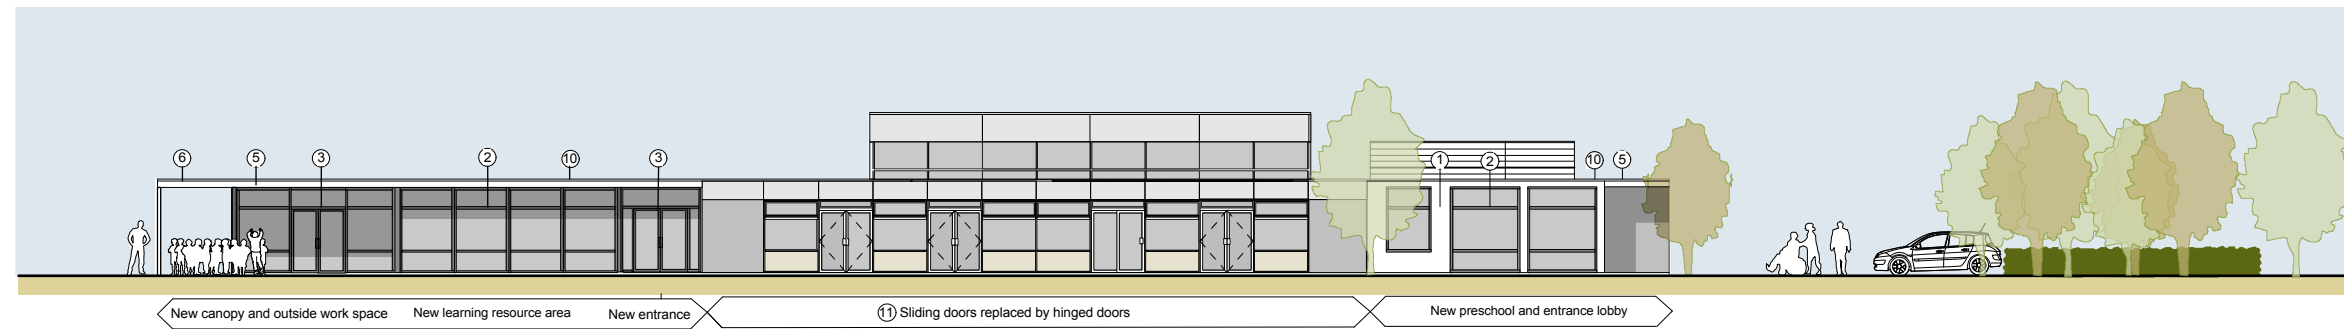 6 5 3 2 10 3 1 2 10 5
New canopy and outside work space New learning resource area New entrance 11 Sliding doors replaced by hinged doors New preschool and entrance lobby